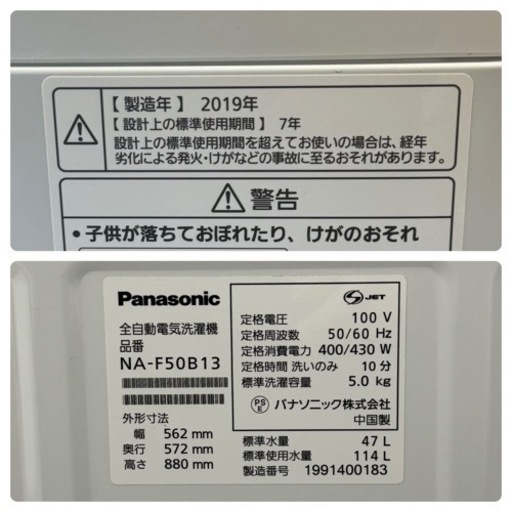 【製造年】 2019年
【設計上の標準使用期間】 7年
設計上の標準使用期間を超えてお使いの場合は、経年
劣化による発火・けがなどの事故に至るおそれがあります。
警告
• 子供が落ちておぼれたり、けがのおそれ
Panasonic
全自動電気洗濯機
品番
NA-F50B13
外形寸法
幅 562 mm
奥行 572 mm
高さ 880 mm
S JET
定格電圧 100 V
定格周波数 50/60 Hz
定格消費電力 400/430 W
定格時間 洗いのみ 10分
標準洗濯容量 5.0 kg
PSE パナソニック株式会社
中国製
標準水量 47 L
標準使用水量 114 L
製造番号 1991400183